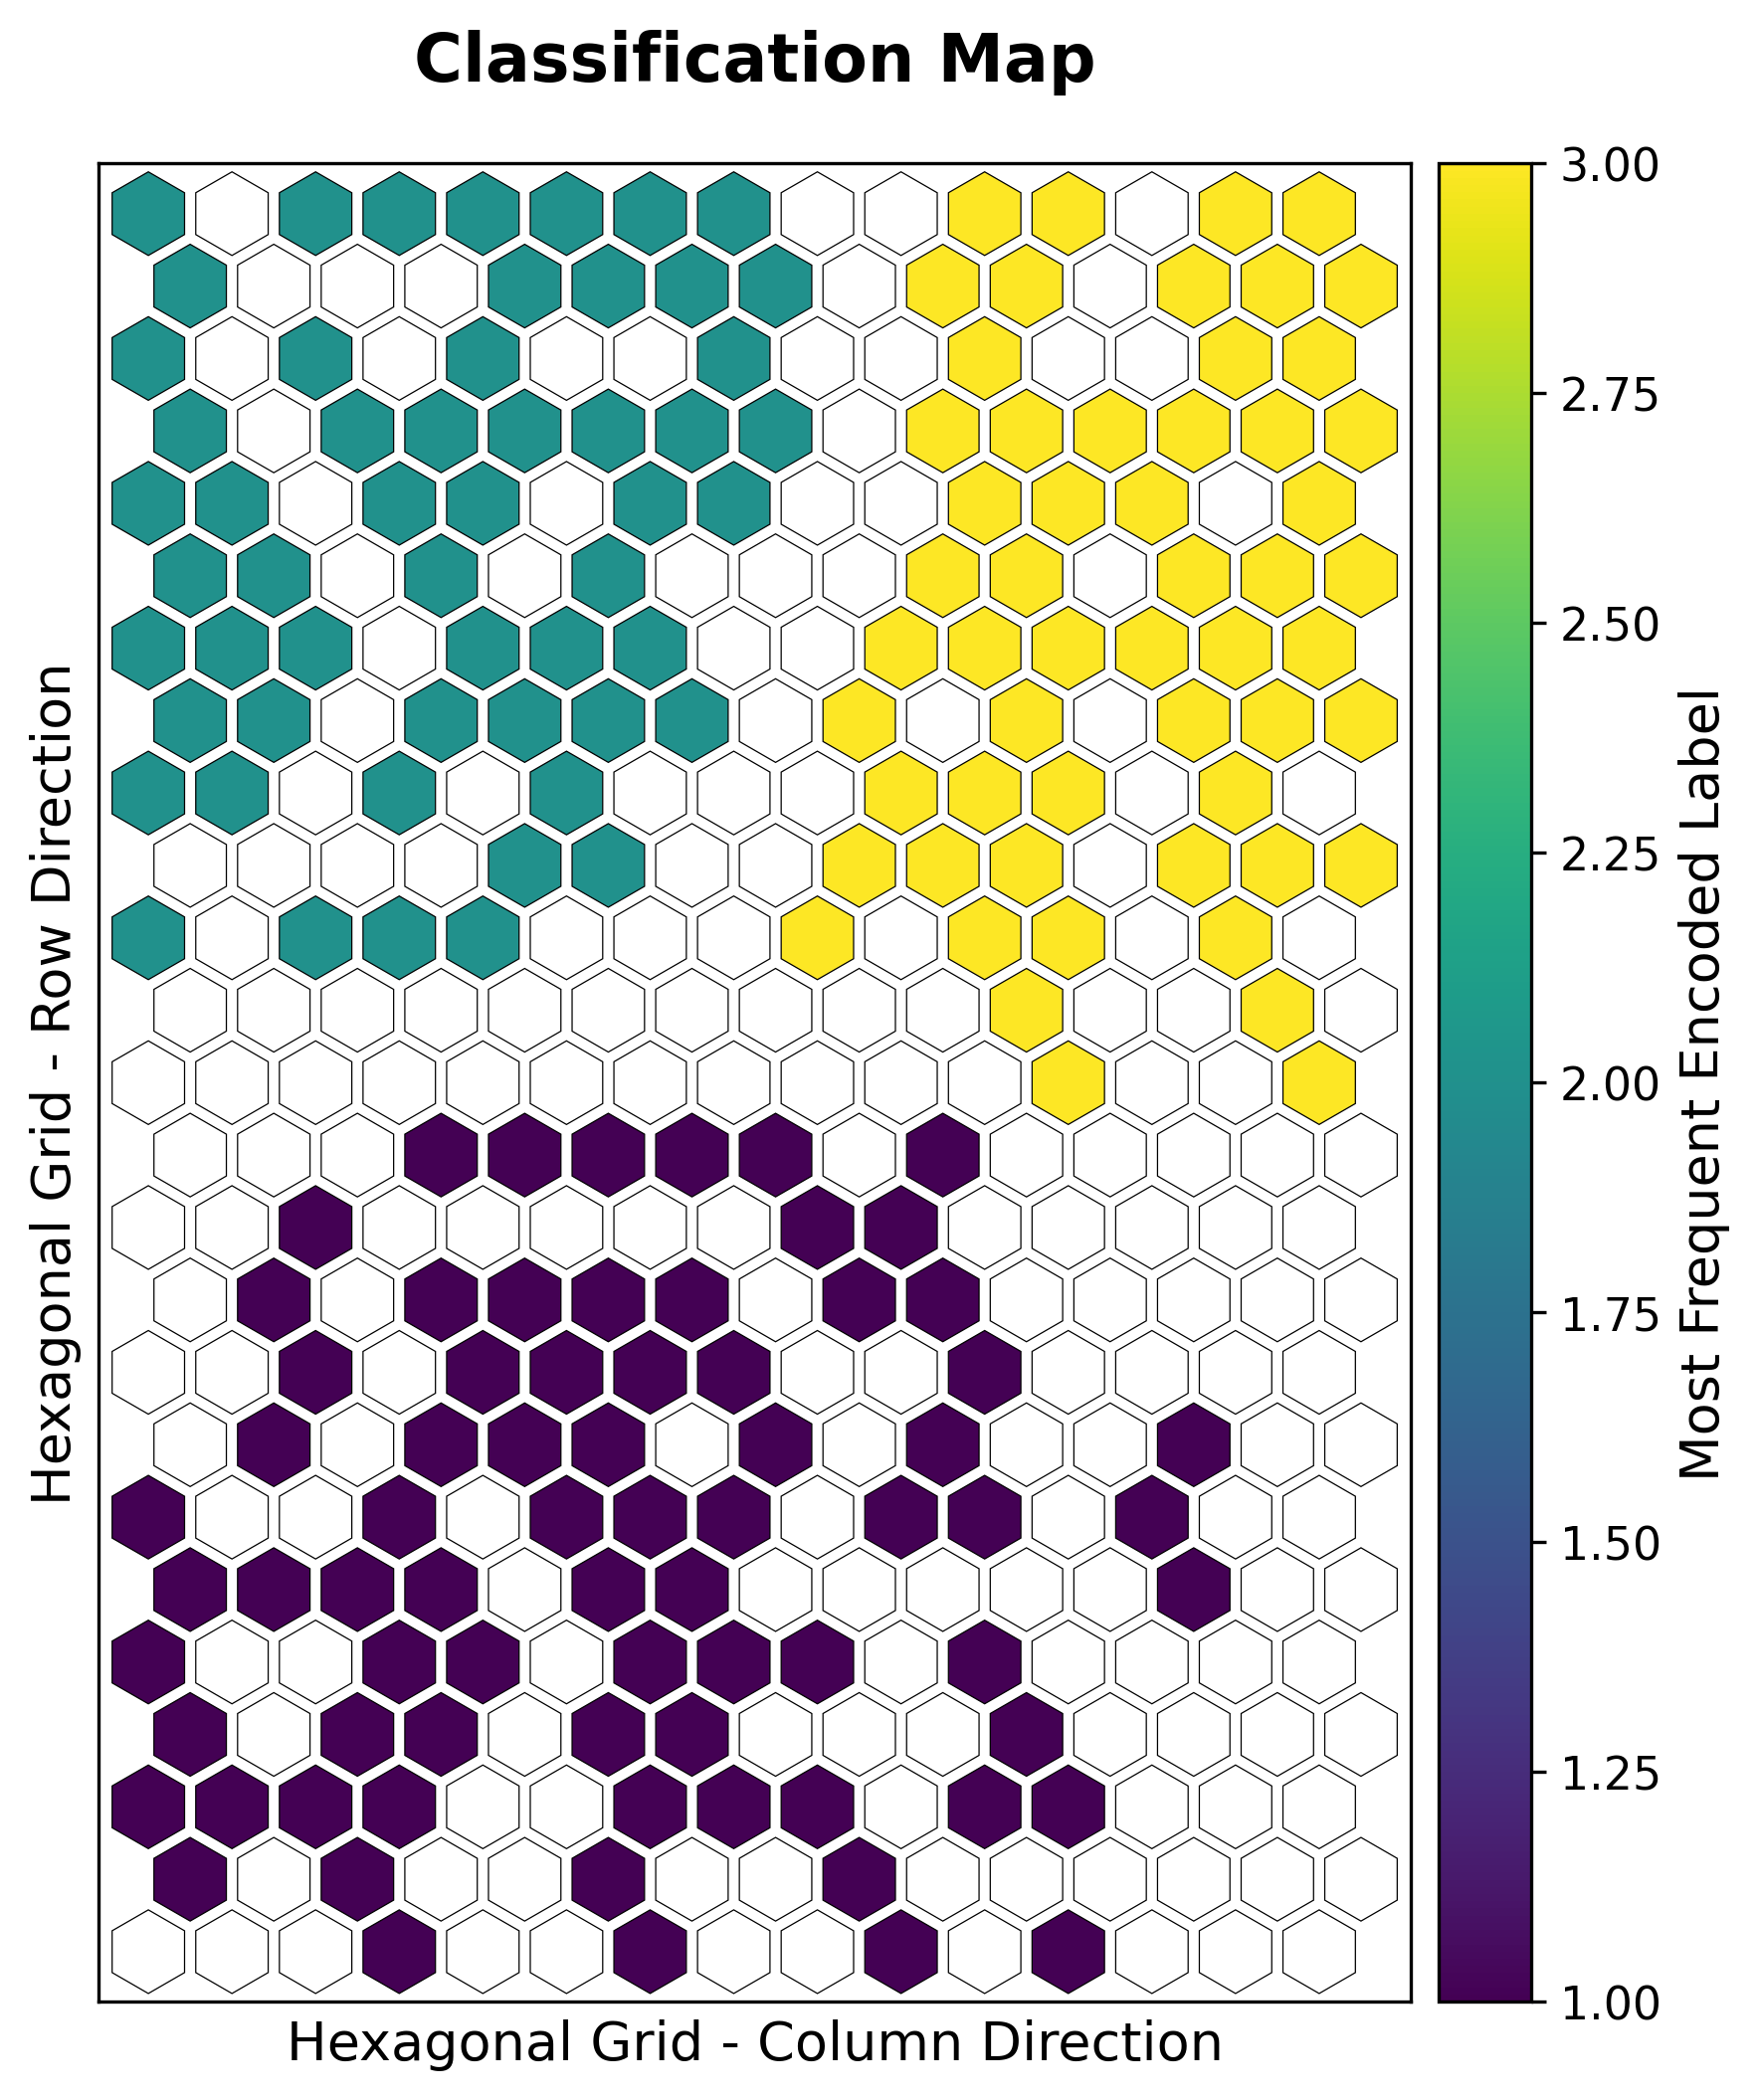 Classification Map
Hexagonal Grid - Row Direction
Hexagonal Grid - Column Direction
3.00
2.75
2.50
2.25
2.00
1.75
1.50
1.25
1.00
Most Frequent Encoded Label